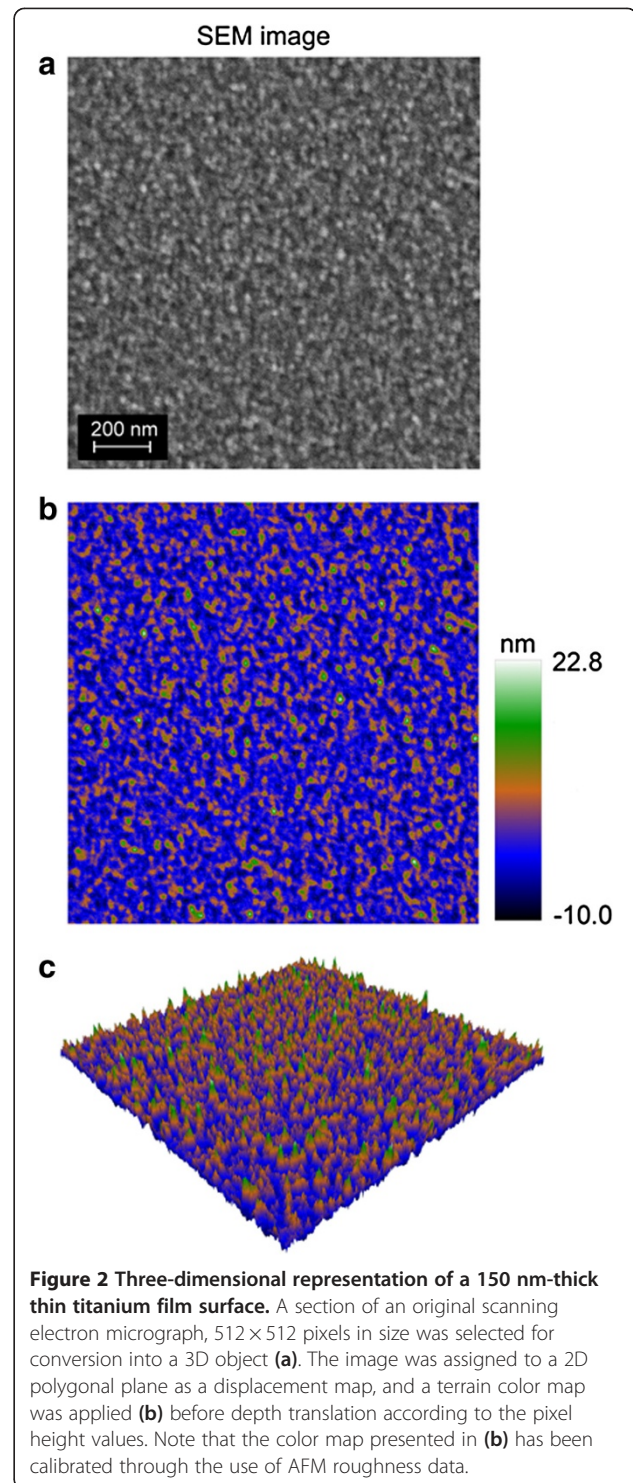 SEM image
a
200 nm
b
nm
22.8
-10.0
c
Figure 2 Three-dimensional representation of a 150 nm-thick
thin titanium film surface. A section of an original scanning
electron micrograph, 512 × 512 pixels in size was selected for
conversion into a 3D object (a). The image was assigned to a 2D
polygonal plane as a displacement map, and a terrain color map
was applied (b) before depth translation according to the pixel
height values. Note that the color map presented in (b) has been
calibrated through the use of AFM roughness data.